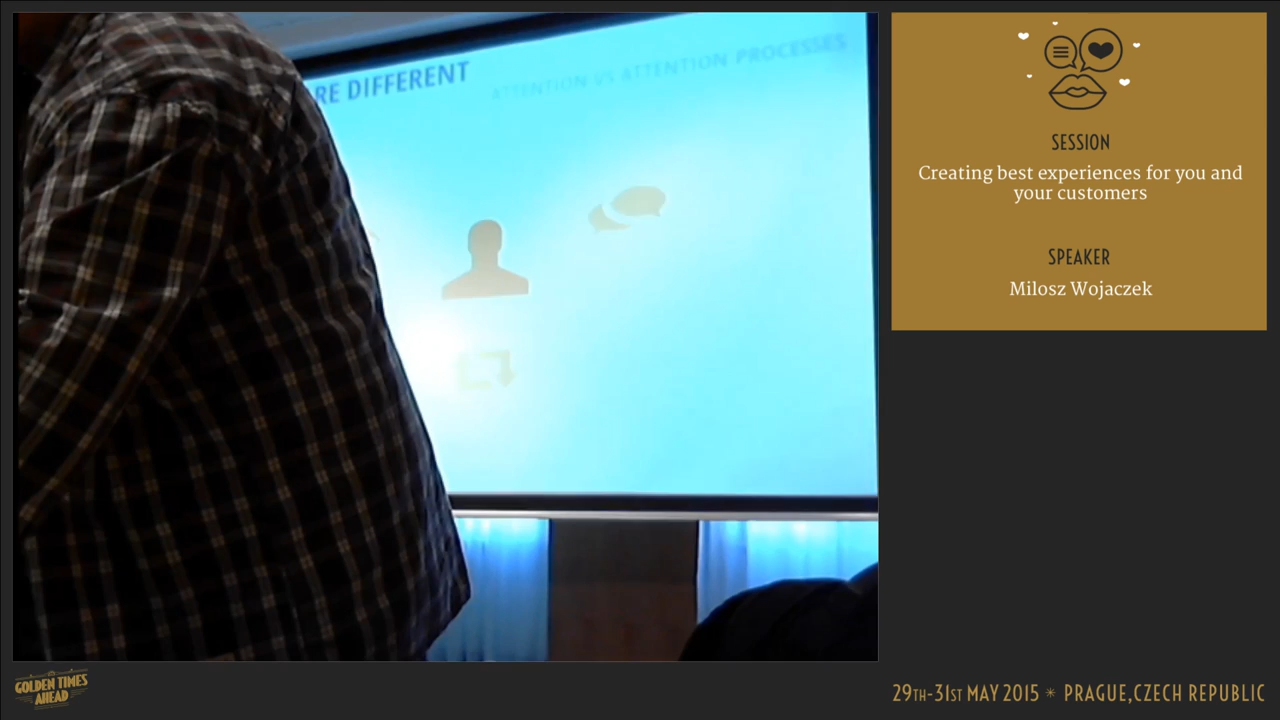 RE DIFFERENT
ATTENTION VS ATTENTION PROCESSES
SESSION
Creating best experiences for you and
your customers
SPEAKER
Milosz Wojaczek
GOLDEN TIMES
AHEAD
29TH-31ST MAY 2015 * PRAGUE,CZECH REPUBLIC